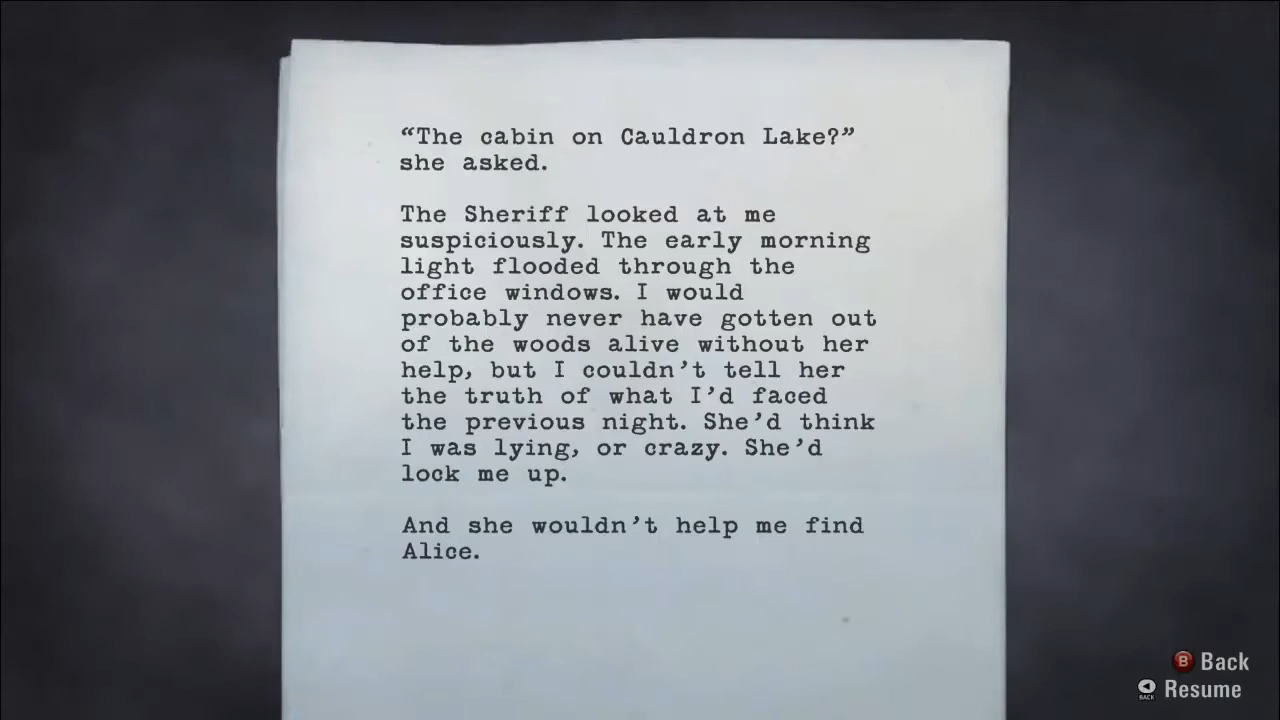 “The cabin on Cauldron Lake?”
she asked.
The Sheriff looked at me
suspiciously. The early morning
light flooded through the
office windows. I would
probably never have gotten out
of the woods alive without her
help, but I couldn’t tell her
the truth of what I’d faced
the previous night. She’d think
I was lying, or crazy. She’d
lock me up.
And she wouldn’t help me find
Alice.
B Back
BACK Resume